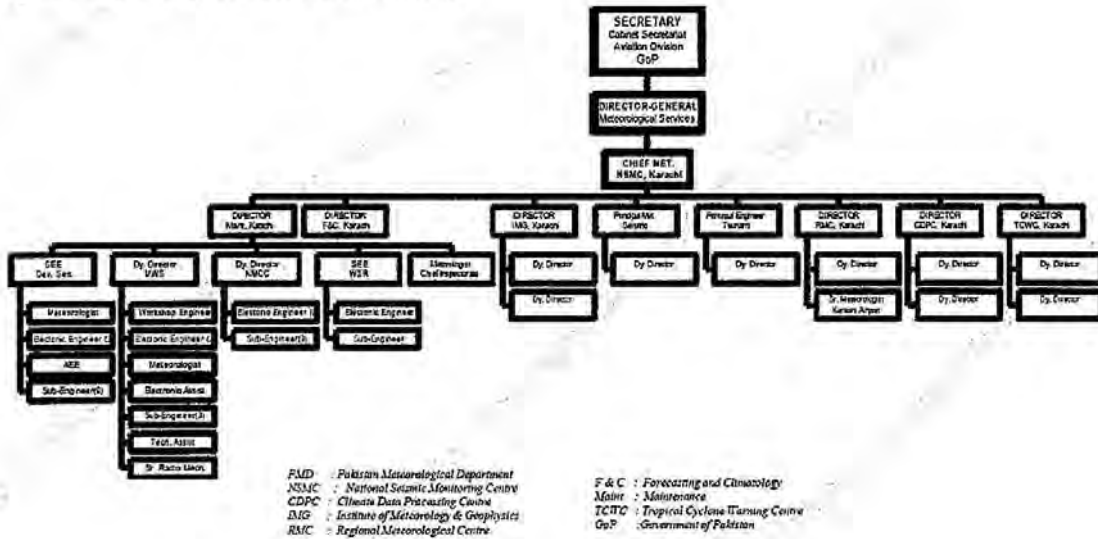 SECRETARY
Cabinet Secretariat
Aviation Division
GoP
DIRECTOR-GENERAL
Meteorological Services
CHIEF MET.
NSMC, Karachi
DIRECTOR
Maint, Karachi
DIRECTOR
F&C, Karachi
DIRECTOR
IMG, Karachi
Principal Met.
Seismic
Principal Engineer
Tsunami
DIRECTOR
RMC, Karachi
DIRECTOR
CDPC, Karachi
DIRECTOR
TCWC, Karachi
SEE
Dev. Sec.
Dy. Director
MWS
Dy. Director
NMCC
SEE
WSR
Meteorologist
Dy. Director
Dy. Director
Dy. Director
Dy. Director
Dy. Director
Dy. Director
Dy. Director
Sr. Meteorologist
Karachi Airport
Dy. Director
Dy. Director
Meteorologist
Electronic Engineer
AEE
Sub-Engineer(2)
Workshop Engineer
Electronic Engineer
Meteorologist
Electronic Assist
Sub-Engineer(3)
Tech. Assist
Sr. Radio Mech.
Electronic Engineer
Sub-Engineer(3)
Electronic Engineer
Sub-Engineer
PMD : Pakistan Meteorological Department
NSMC : National Seismic Monitoring Centre
CDPC : Climate Data Processing Centre
IMG : Institute of Meteorology & Geophysics
RMC : Regional Meteorological Centre
F & C : Forecasting and Climatology
Maint : Maintenance
TCWC : Tropical Cyclone Warning Centre
GoP : Government of Pakistan